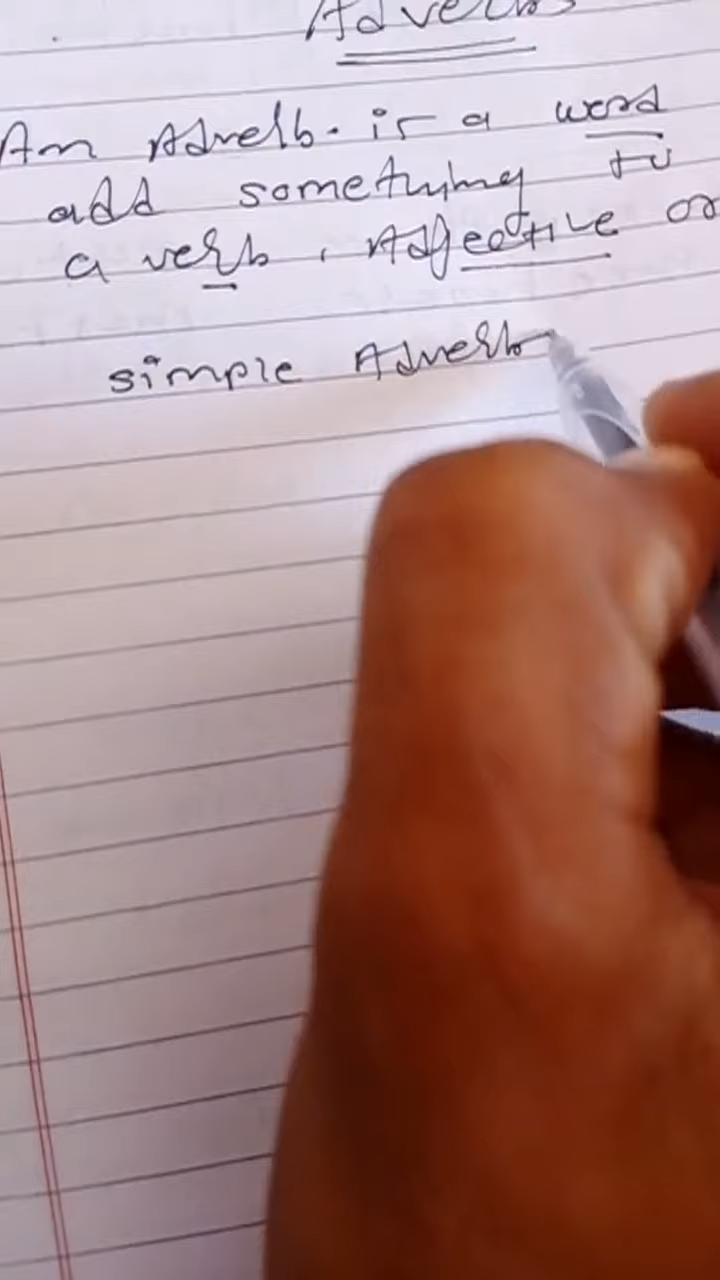 Adverbs
An Adverb. is a word
add something to
a verb, Adjective or
simple Adverb